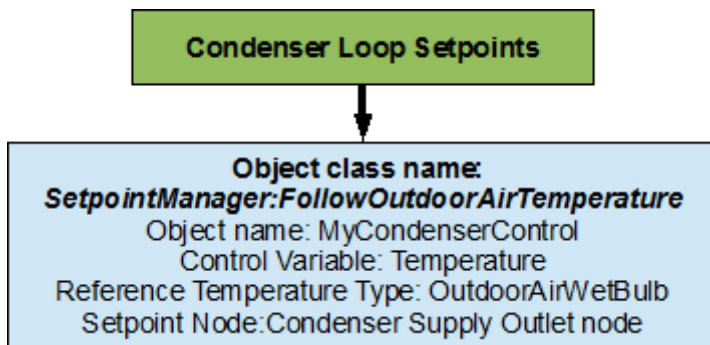 Condenser Loop Setpoints
Object class name:
SetpointManager:FollowOutdoorAirTemperature
Object name: MyCondenserControl
Control Variable: Temperature
Reference Temperature Type: OutdoorAirWetBulb
Setpoint Node:Condenser Supply Outlet node